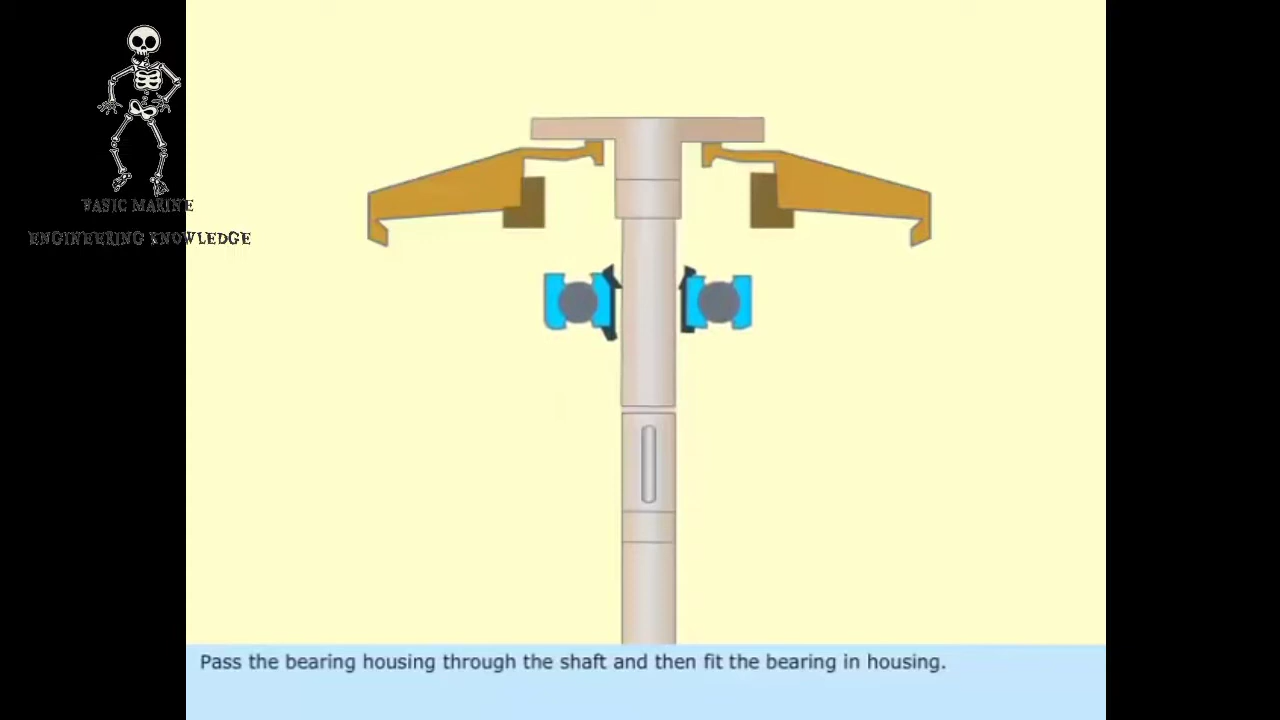 BASIC MARINE
ENGINEERING KNOWLEDGE
Pass the bearing housing through the shaft and then fit the bearing in housing.